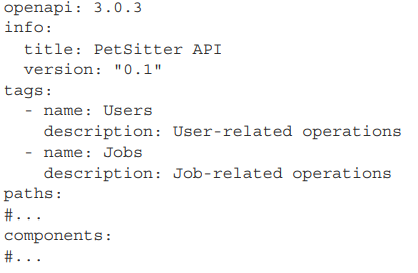 openapi: 3.0.3
info:
  title: PetSitter API
  version: "0.1"
tags:
  - name: Users
    description: User-related operations
  - name: Jobs
    description: Job-related operations
paths:
#...
components:
#...